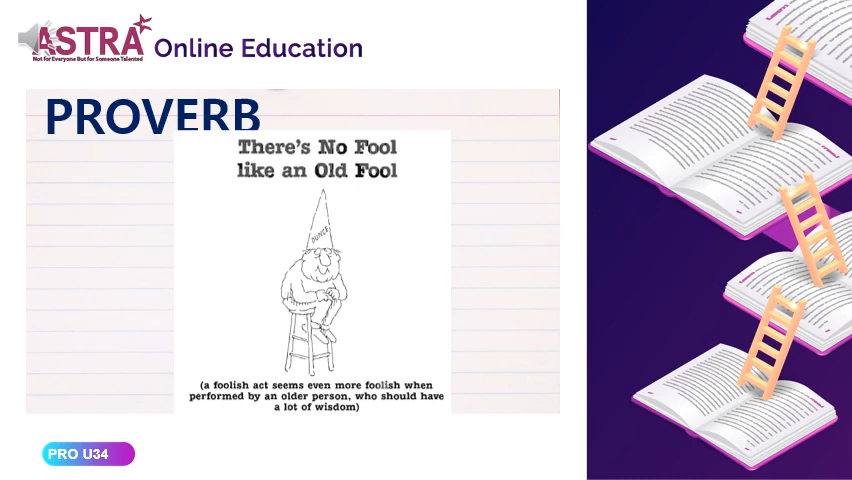 ASTRA
Not for Everyone But for Someone Talented
Online Education
PROVERB
There's No Fool
like an Old Fool
DUNCE
(a foolish act seems even more foolish when
performed by an older person, who should have
a lot of wisdom)
PRO U34